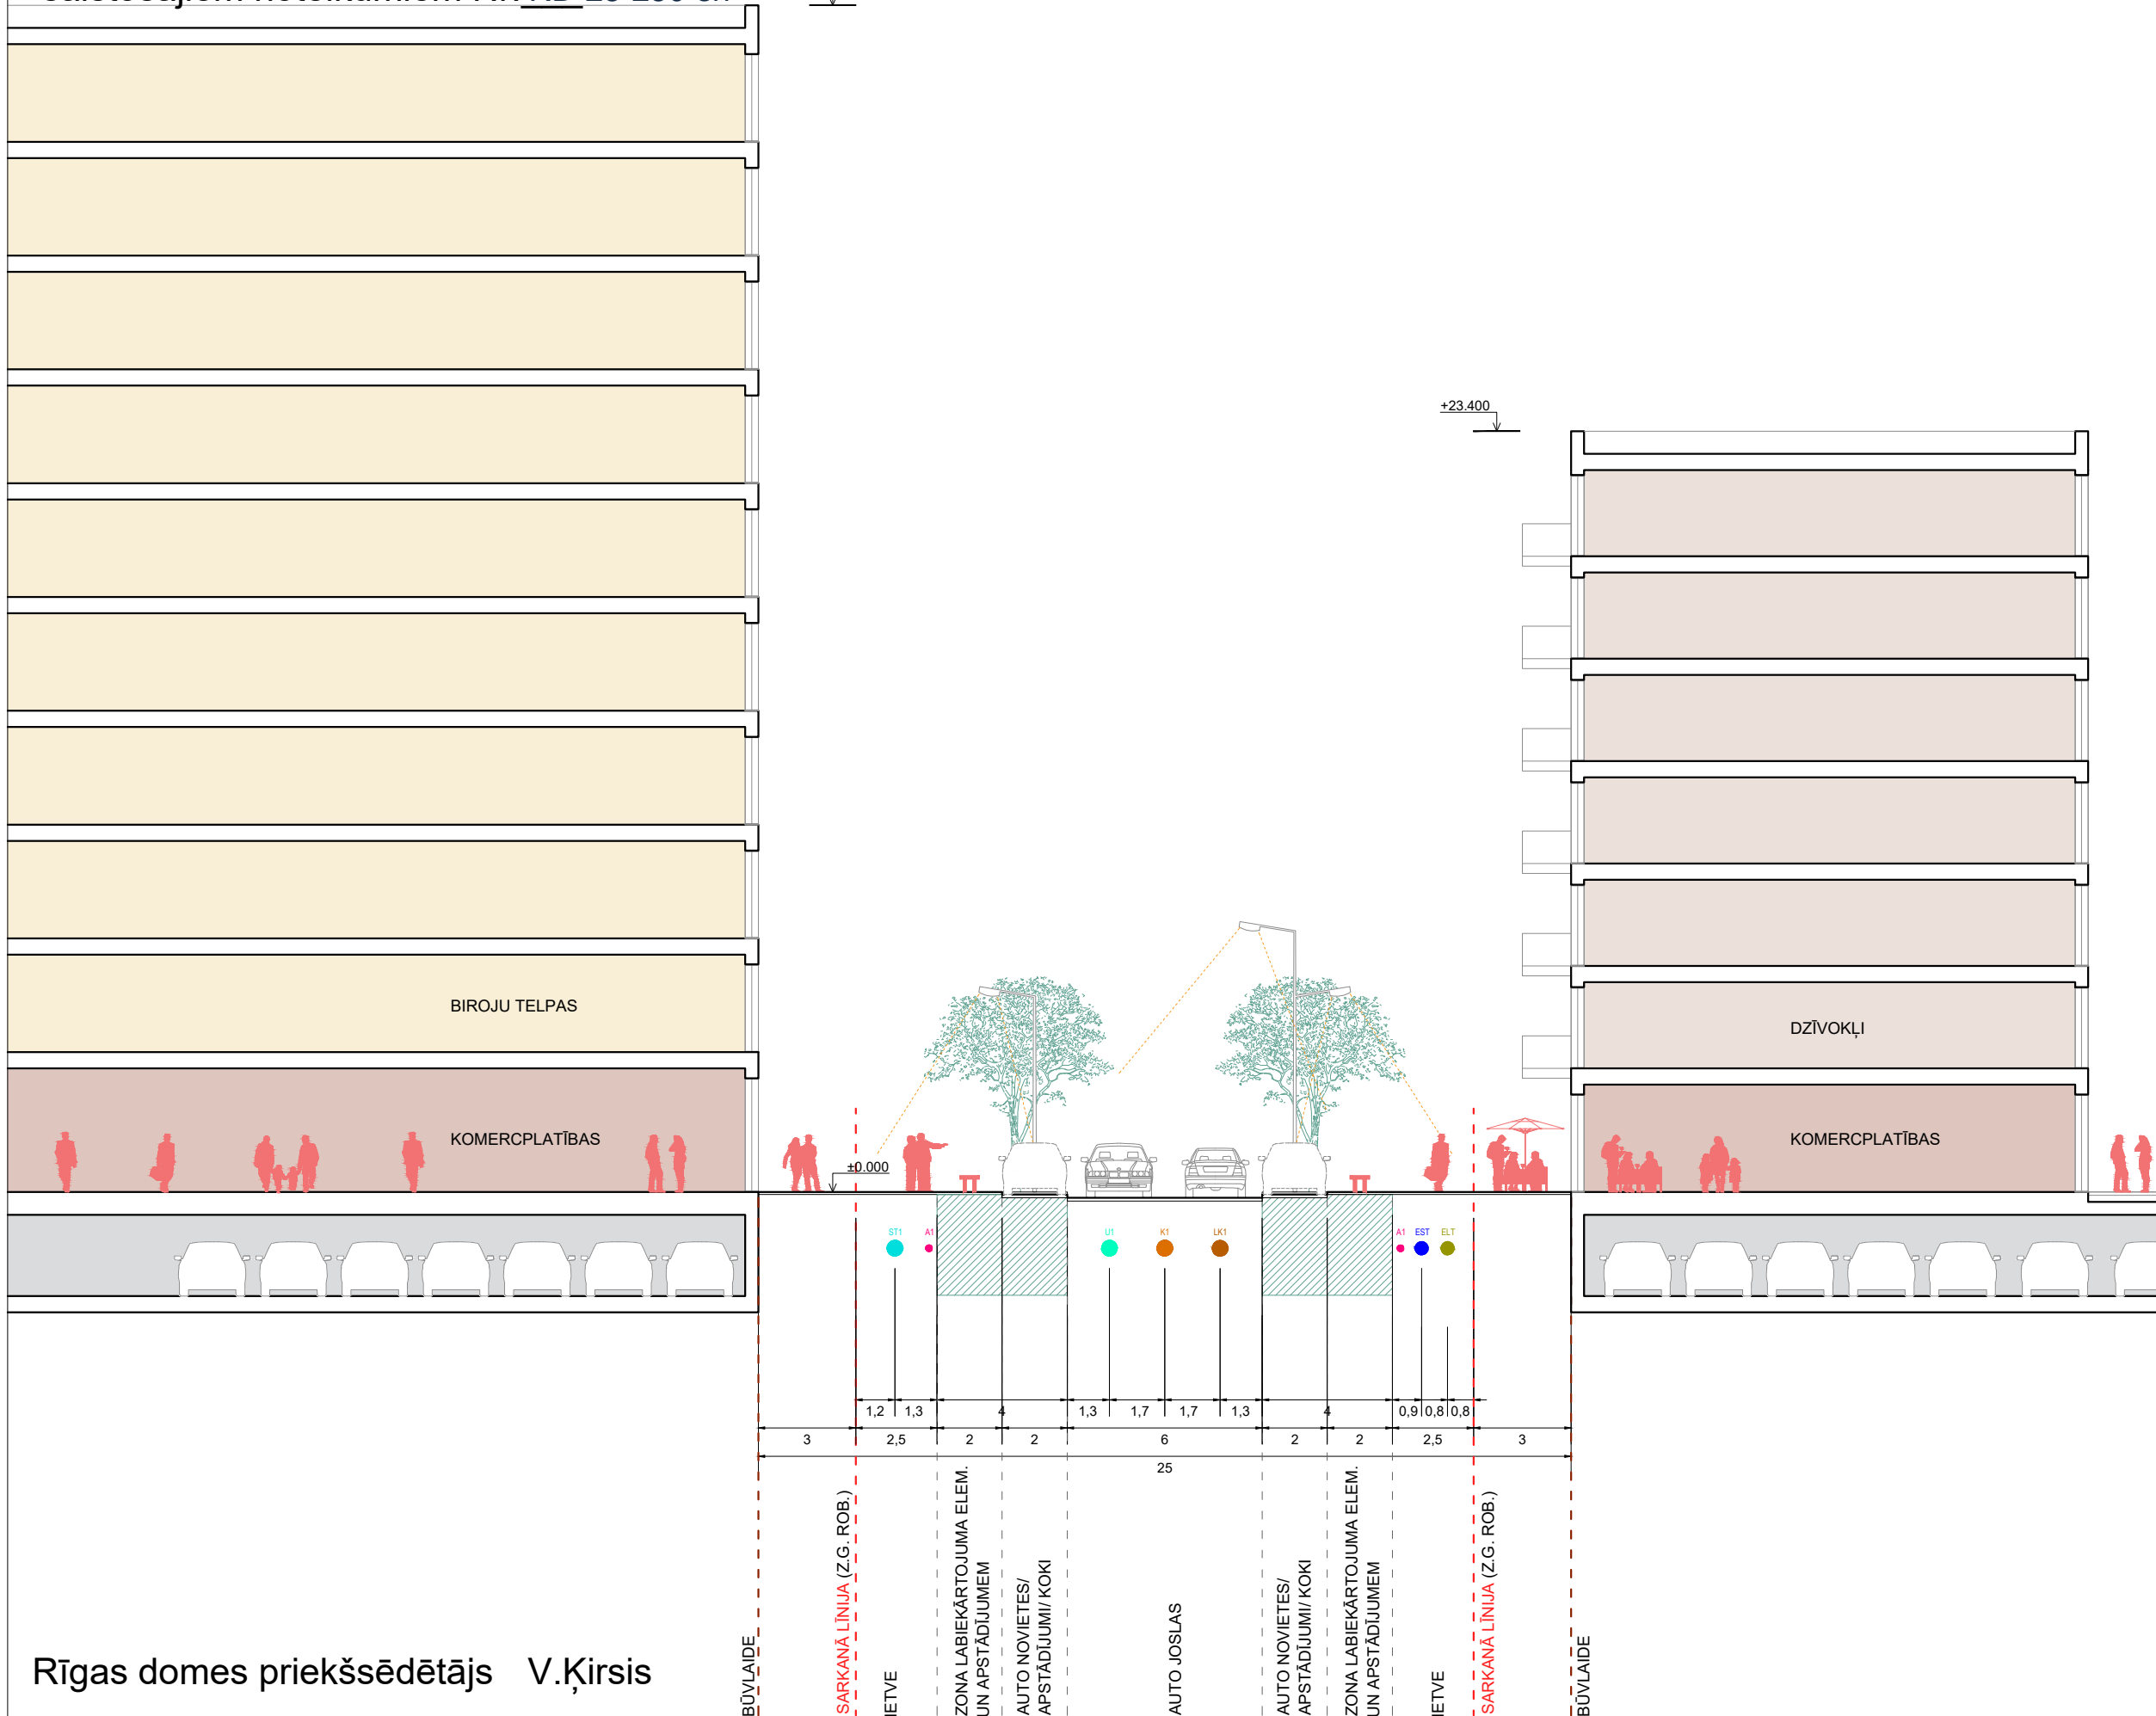 +23.400
BIROJU TELPAS
DZĪVOKĻI
KOMERCPLATĪBAS
KOMERCPLATĪBAS
±0.000
ST1 A1 U1 K1 LK1 A1 EST ELT
1,2 1,3 4 1,3 1,7 1,7 1,3 4 0,9 0,8 0,8
3 2,5 2 2 6 2 2 2,5 3
25
BŪVLAIDE
SARKANĀ LĪNIJA (Z.G. ROB.)
IETVE
ZONA LABIEKĀRTOJUMA ELEM.
UN APSTĀDĪJUMEM
AUTO NOVIETES/
APSTĀDĪJUMI/ KOKI
AUTO JOSLAS
AUTO NOVIETES/
APSTĀDĪJUMI/ KOKI
ZONA LABIEKĀRTOJUMA ELEM.
UN APSTĀDĪJUMEM
IETVE
SARKANĀ LĪNIJA (Z.G. ROB.)
BŪVLAIDE
Rīgas domes priekšsēdētājs V.Ķirsis